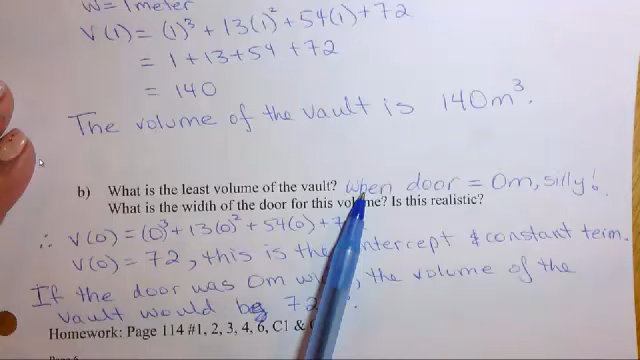 W = 1 meter
V(1) = (1)³ + 13(1)² + 54(1) + 72
= 1 + 13 + 54 + 72
= 140
The volume of the vault is 140m³.
b) What is the least volume of the vault? when door = 0m, silly!
What is the width of the door for this volume? Is this realistic?
∴ V(0) = (0)³ + 13(0)² + 54(0) + 7
V(0) = 72, this is the intercept & constant term.
If the door was 0m the volume of the
vault would be 72
Homework: Page 114 #1, 2, 3, 4, 6, C1 &